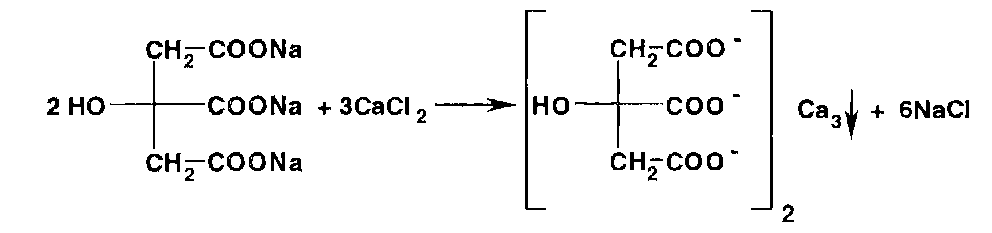 CH₂—COONa CH₂—COO⁻
2 HO— —COONa + 3CaCl₂ → HO— —COO⁻ Ca₃↓ + 6NaCl
CH₂—COONa CH₂—COO⁻
2